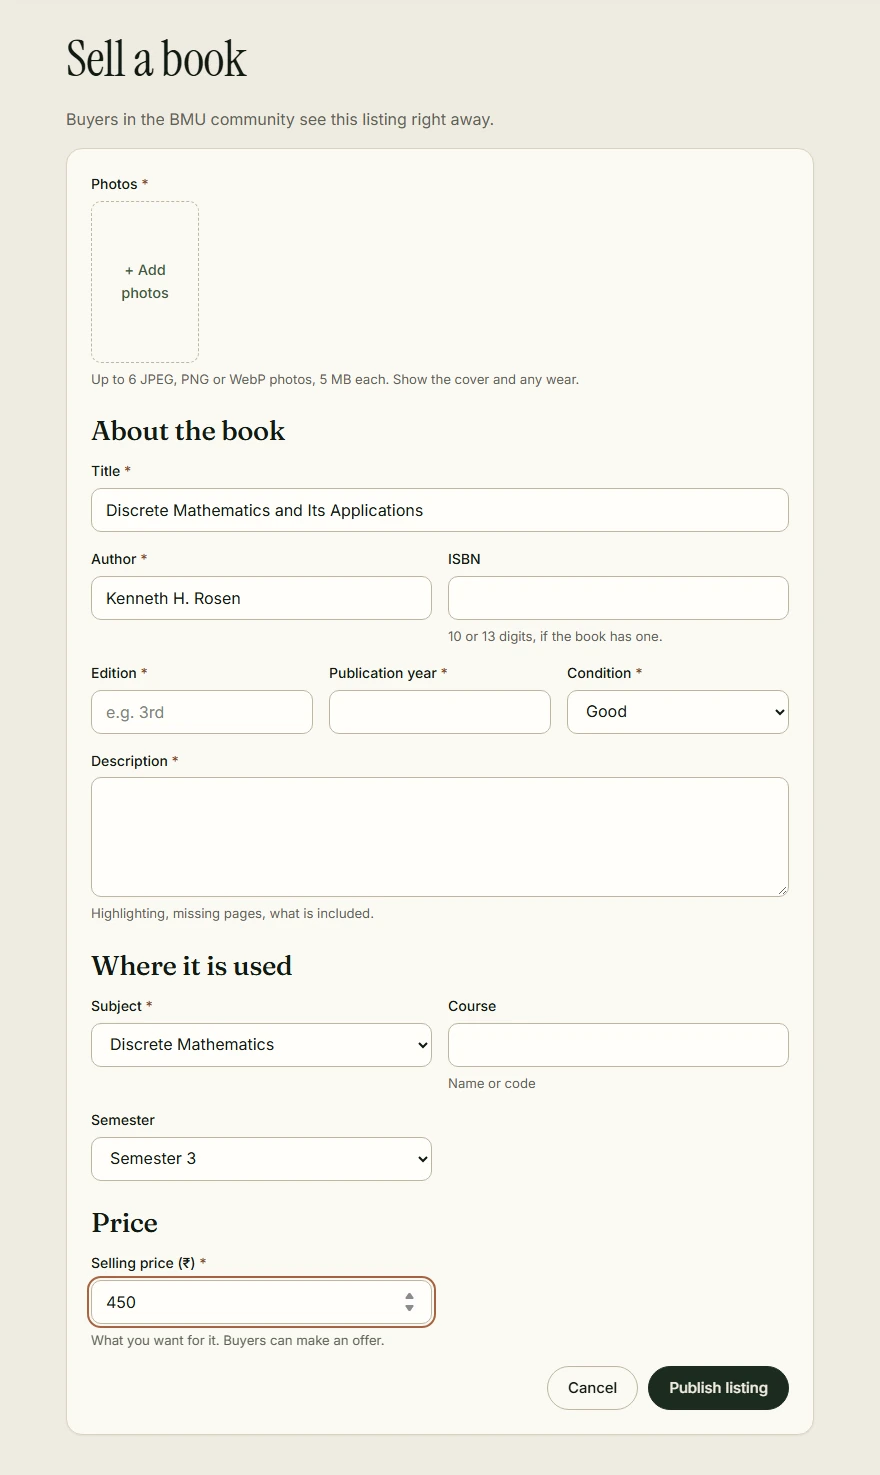 Sell a book
Buyers in the BMU community see this listing right away.
Photos *
+ Add
photos
Up to 6 JPEG, PNG or WebP photos, 5 MB each. Show the cover and any wear.
About the book
Title *
Discrete Mathematics and Its Applications
Author *
Kenneth H. Rosen
ISBN
10 or 13 digits, if the book has one.
Edition *
e.g. 3rd
Publication year *
Condition *
Good
Description *
Highlighting, missing pages, what is included.
Where it is used
Subject *
Discrete Mathematics
Course
Name or code
Semester
Semester 3
Price
Selling price (₹) *
450
What you want for it. Buyers can make an offer.
Cancel
Publish listing